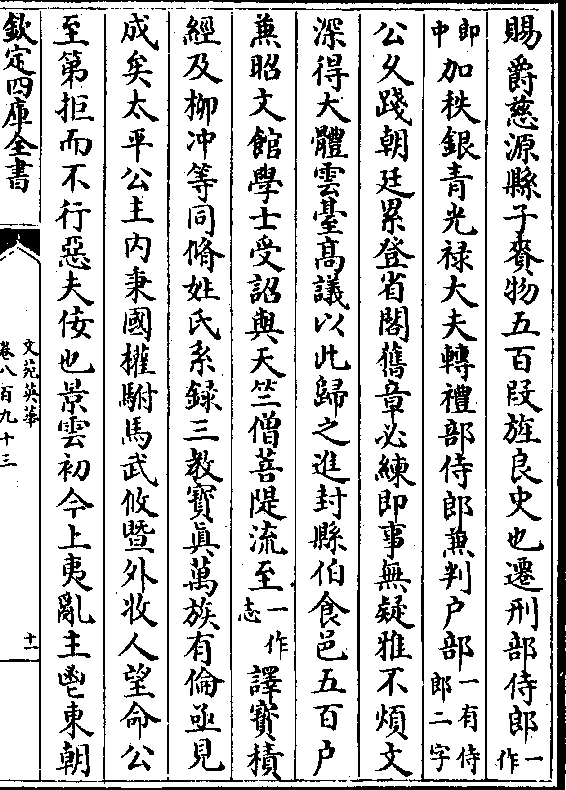 賜爵慈源縣子賚物五百段旌良史也遷刑部侍郎一作
郎中加秩銀青光禄大夫轉禮部侍郎兼判户部一有侍郎二字
公久踐朝廷累登省閣舊章必練即事無疑雅不煩文
深得大體雲臺高議以此歸之進封縣伯食邑五百户
兼昭文館學士受詔與天竺僧菩隄流至一作志譯寳積
經及栁冲等同脩姓氏系録三教寳眞萬族有倫亟見
成矣太平公主内秉國權駙馬武攸暨外收人望命公
至第拒而不行惡夫佞也景雲初今上夷亂主鬯東朝
欽定四庫全書
文苑英華
卷八百九十三
十一